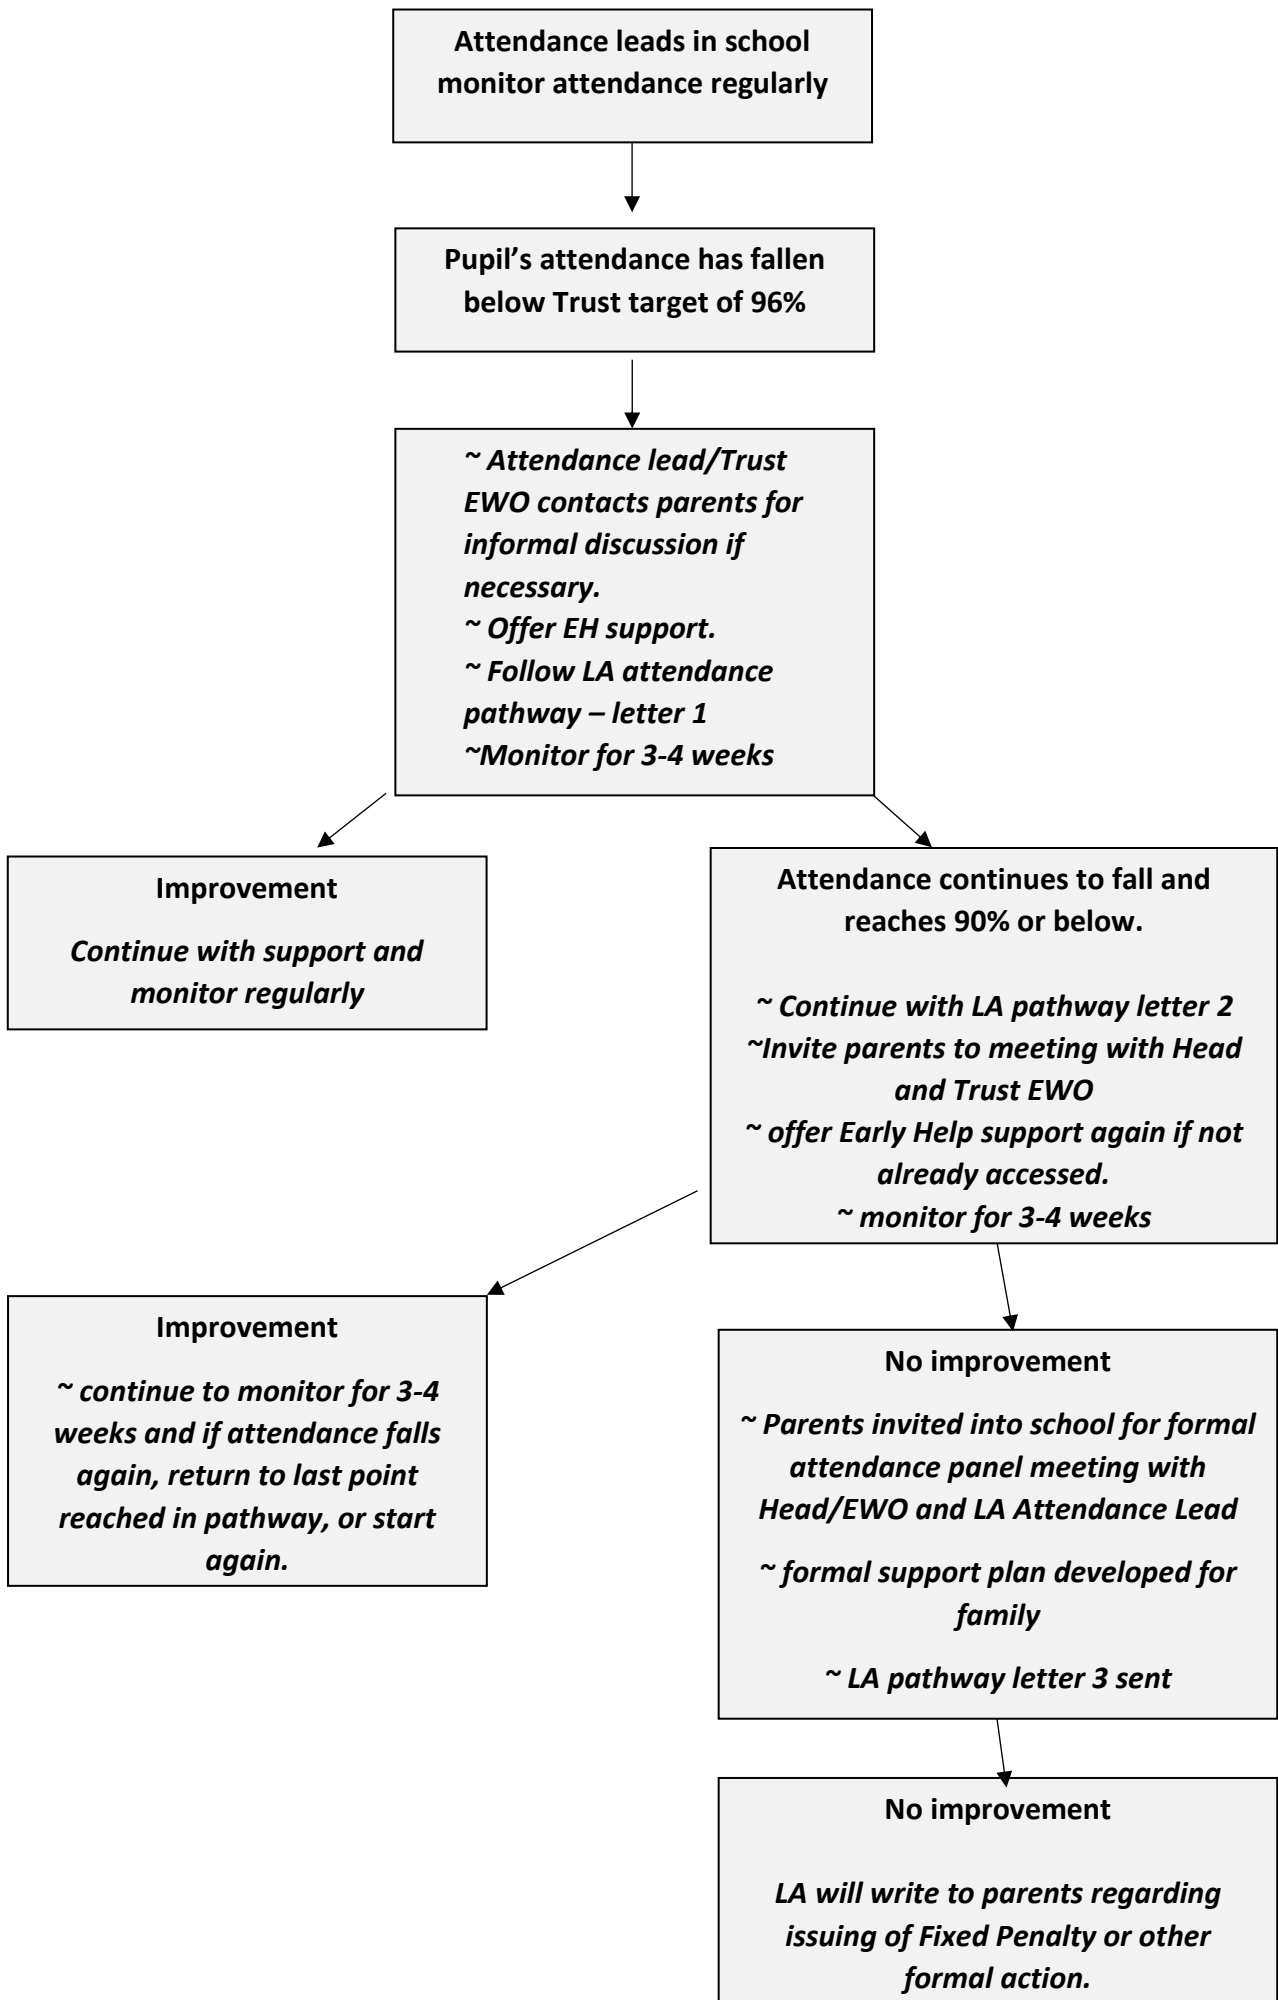 Attendance leads in school
monitor attendance regularly
Pupil’s attendance has fallen
below Trust target of 96%
~ Attendance lead/Trust
EWO contacts parents for
informal discussion if
necessary.
~ Offer EH support.
~ Follow LA attendance
pathway – letter 1
~Monitor for 3-4 weeks
Improvement
Continue with support and
monitor regularly
Attendance continues to fall and
reaches 90% or below.
~ Continue with LA pathway letter 2
~Invite parents to meeting with Head
and Trust EWO
~ offer Early Help support again if not
already accessed.
~ monitor for 3-4 weeks
Improvement
~ continue to monitor for 3-4
weeks and if attendance falls
again, return to last point
reached in pathway, or start
again.
No improvement
~ Parents invited into school for formal
attendance panel meeting with
Head/EWO and LA Attendance Lead
~ formal support plan developed for
family
~ LA pathway letter 3 sent
No improvement
LA will write to parents regarding
issuing of Fixed Penalty or other
formal action.